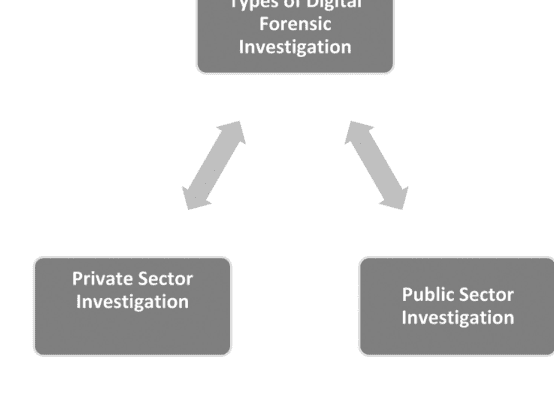 Types of Digital
Forensic
Investigation
Private Sector
Investigation
Public Sector
Investigation